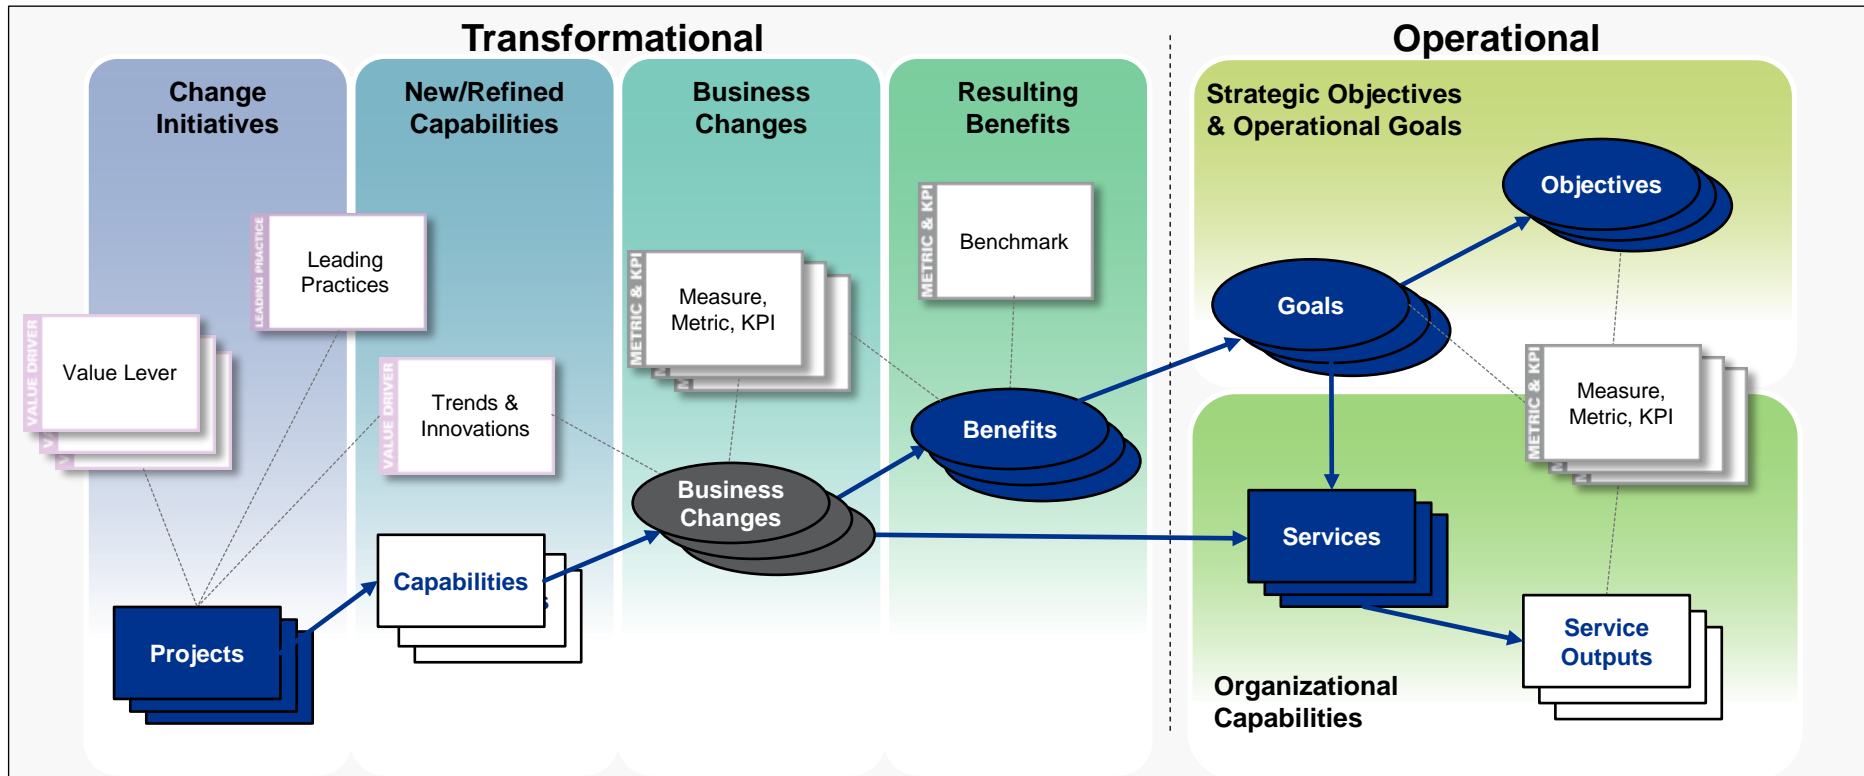 Transformational
Operational
Change
Initiatives
New/Refined
Capabilities
Business
Changes
Resulting
Benefits
Strategic Objectives
& Operational Goals
VALUE DRIVER
Value Lever
LEADING PRACTICE
Leading
Practices
VALUE DRIVER
Trends &
Innovations
METRIC & KPI
Measure,
Metric, KPI
METRIC & KPI
Benchmark
Projects
Capabilities
Business
Changes
Benefits
Goals
Objectives
METRIC & KPI
Measure,
Metric, KPI
Services
Service
Outputs
Organizational
Capabilities